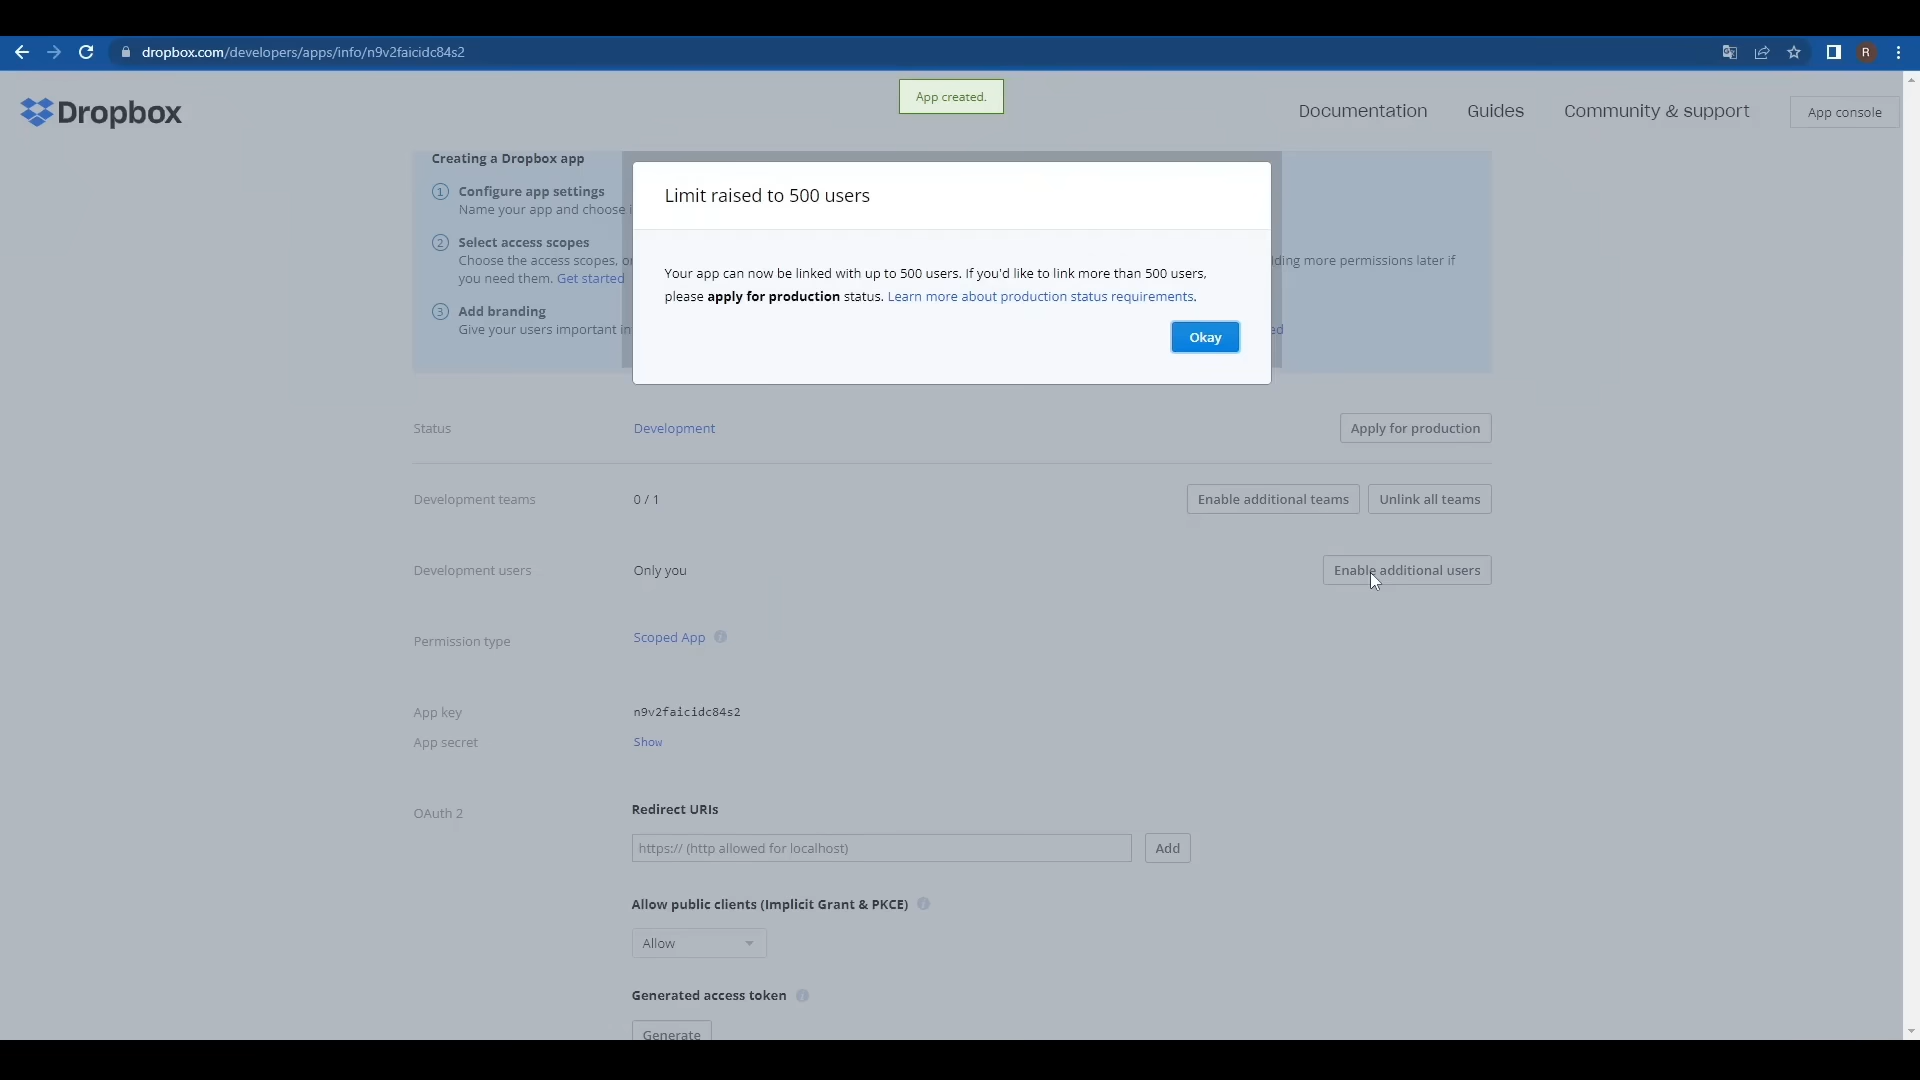 dropbox.com/developers/apps/info/n9v2faicidc84s2
R
App created.
Dropbox
Documentation
Guides
Community & support
App console
Creating a Dropbox app
1 Configure app settings
Name your app and choose i
2 Select access scopes
Choose the access scopes, o
lding more permissions later if
you need them. Get started
3 Add branding
Give your users important in
ed
Limit raised to 500 users
Your app can now be linked with up to 500 users. If you'd like to link more than 500 users,
please apply for production status. Learn more about production status requirements.
Okay
Status
Development
Apply for production
Development teams
0 / 1
Enable additional teams
Unlink all teams
Development users
Only you
Enable additional users
Permission type
Scoped App
App key
n9v2faicidc84s2
App secret
Show
OAuth 2
Redirect URIs
https:// (http allowed for localhost)
Add
Allow public clients (Implicit Grant & PKCE)
Allow
Generated access token
Generate